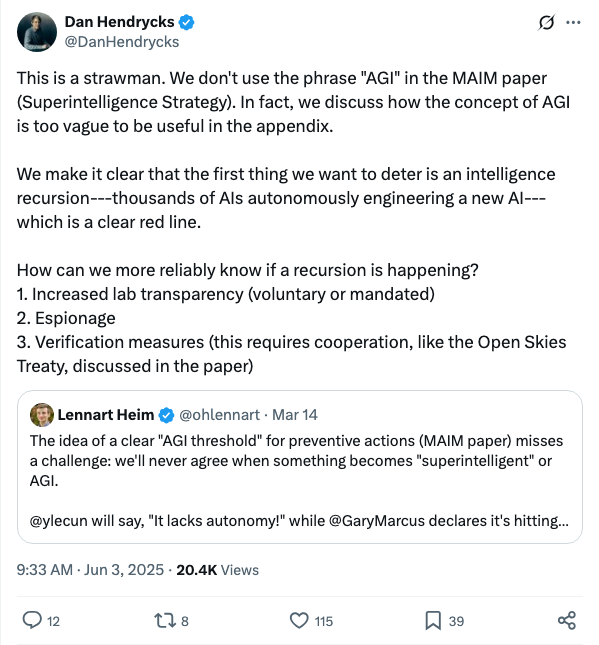 Dan Hendrycks
@DanHendrycks
This is a strawman. We don't use the phrase "AGI" in the MAIM paper
(Superintelligence Strategy). In fact, we discuss how the concept of AGI
is too vague to be useful in the appendix.
We make it clear that the first thing we want to deter is an intelligence
recursion---thousands of AIs autonomously engineering a new AI---
which is a clear red line.
How can we more reliably know if a recursion is happening?
1. Increased lab transparency (voluntary or mandated)
2. Espionage
3. Verification measures (this requires cooperation, like the Open Skies
Treaty, discussed in the paper)
Lennart Heim @ohlennart · Mar 14
The idea of a clear "AGI threshold" for preventive actions (MAIM paper) misses
a challenge: we'll never agree when something becomes "superintelligent" or
AGI.
@ylecun will say, "It lacks autonomy!" while @GaryMarcus declares it's hitting...
9:33 AM · Jun 3, 2025 · 20.4K Views
12 8 115 39